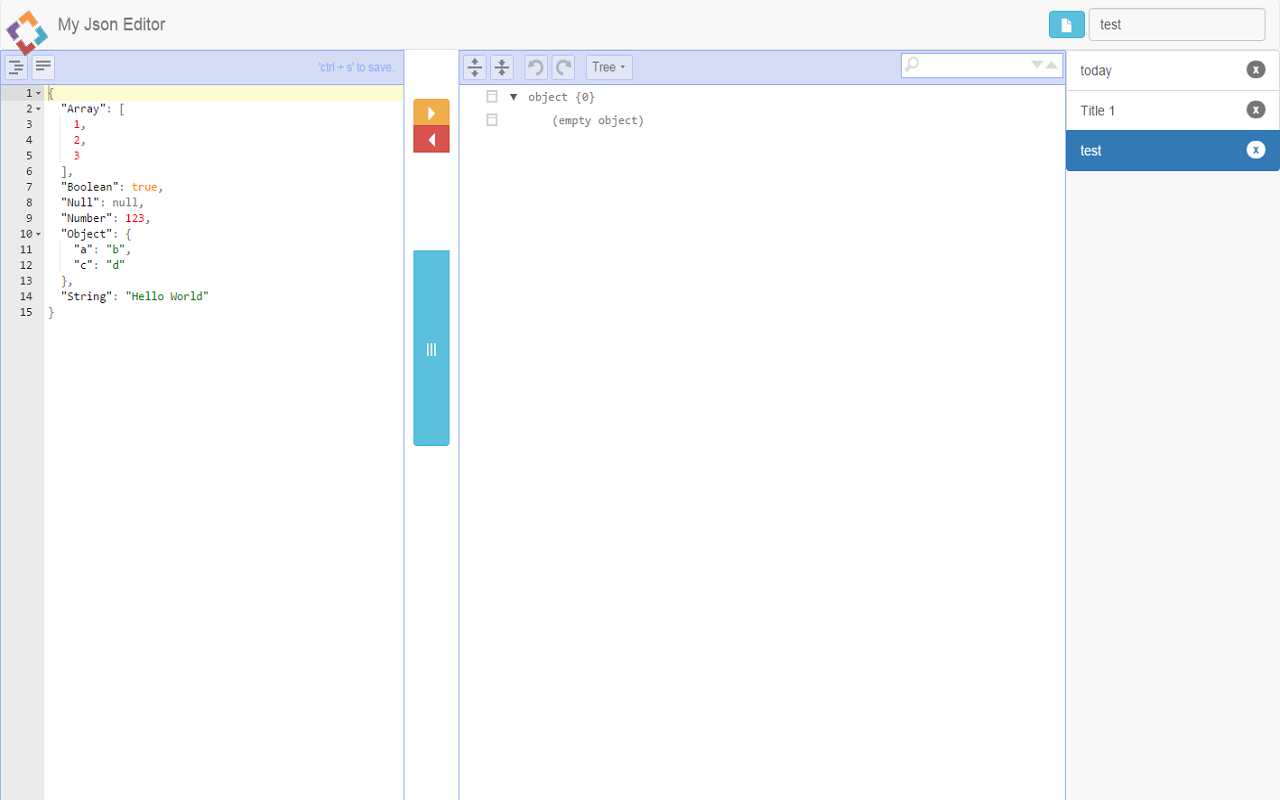 My Json Editor
test
'ctrl + s' to save.
Tree
1 {
2 "Array": [
3 1,
4 2,
5 3
6 ],
7 "Boolean": true,
8 "Null": null,
9 "Number": 123,
10 "Object": {
11 "a": "b",
12 "c": "d"
13 },
14 "String": "Hello World"
15 }
object {0}
(empty object)
today x
Title 1 x
test x